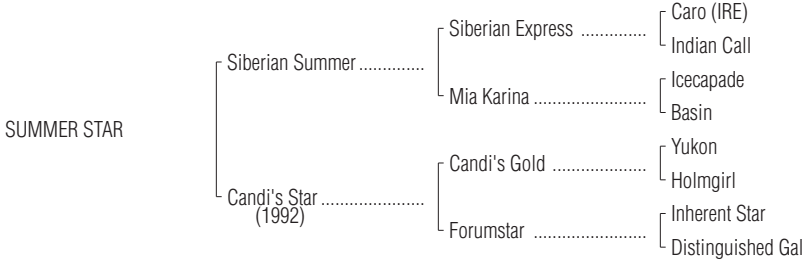 Caro (IRE)
Siberian Express ..............
Indian Call
Siberian Summer..............
Icecapade
Mia Karina ........................
Basin
SUMMER STAR
Yukon
Candi's Gold ....................
Holmgirl
Candi's Star ......................
(1992)
Inherent Star
Forumstar ........................
Distinguished Gal